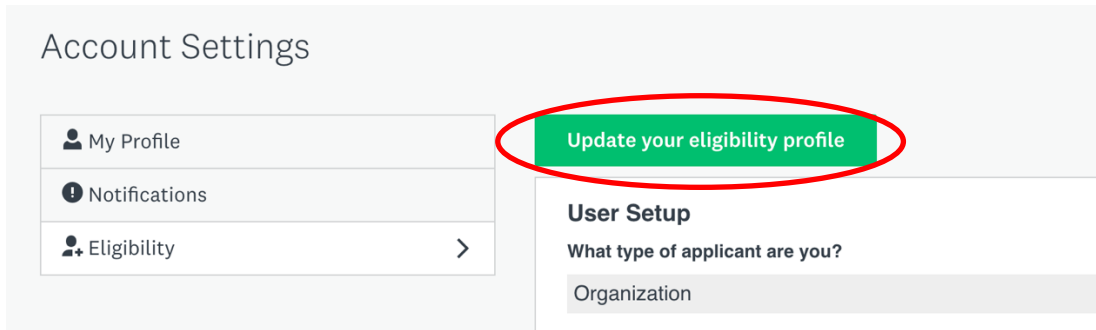 Account Settings
My Profile
Notifications
Eligibility
Update your eligibility profile
User Setup
What type of applicant are you?
Organization